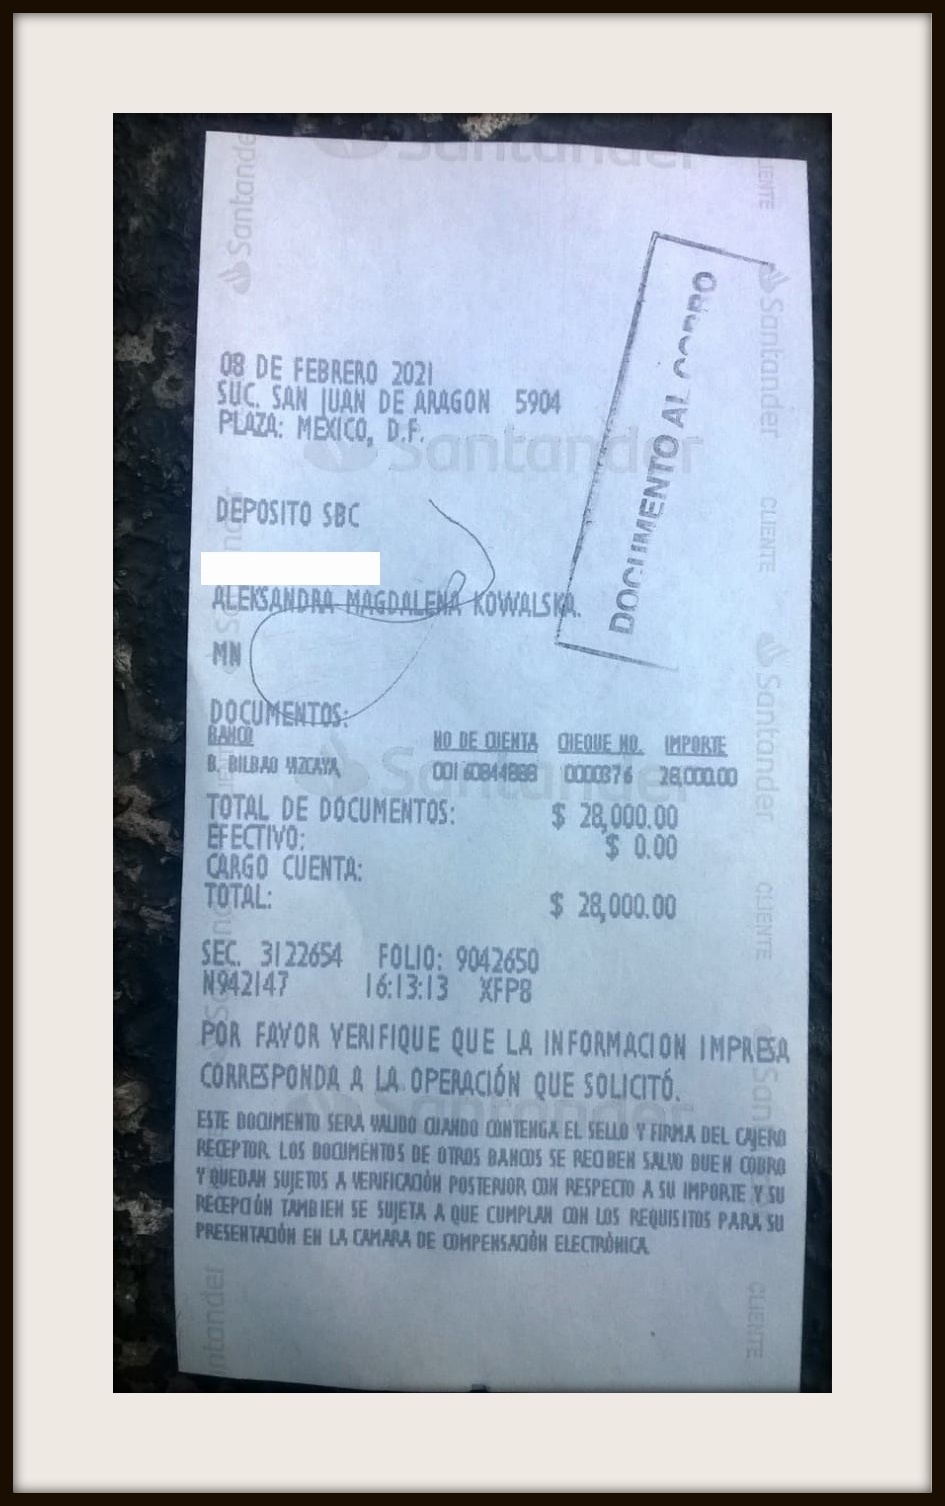 Santander
08 DE FEBRERO 2021
SUC. SAN JUAN DE ARAGON 5904
PLAZA: MEXICO, D.F.
DOCUMENTO AL COBRO
DEPOSITO SBC
ALEKSANDRA MAGDALENA KOWALSKA.
MN
DOCUMENTOS:
BANCO NO DE CUENTA CHEQUE NO. IMPORTE
B. BILBAO VIZCAYA 00160844888 0000376 28,000.00
TOTAL DE DOCUMENTOS: $ 28,000.00
EFECTIVO: $ 0.00
CARGO CUENTA:
TOTAL: $ 28,000.00
SEC. 3122654 FOLIO: 9042650
N942147 16:13:13 XFP8
POR FAVOR VERIFIQUE QUE LA INFORMACION IMPRESA
CORRESPONDA A LA OPERACIÓN QUE SOLICITÓ.
ESTE DOCUMENTO SERA VALIDO CUANDO CONTENGA EL SELLO Y FIRMA DEL CAJERO
RECEPTOR. LOS DOCUMENTOS DE OTROS BANCOS SE RECIBEN SALVO BUEN COBRO
Y QUEDAN SUJETOS A VERIFICACIÓN POSTERIOR CON RESPECTO A SU IMPORTE Y SU
RECEPCIÓN TAMBIEN SE SUJETA A QUE CUMPLAN CON LOS REQUISITOS PARA SU
PRESENTACIÓN EN LA CAMARA DE COMPENSACIÓN ELECTRÓNICA.
Santander
CLIENTE